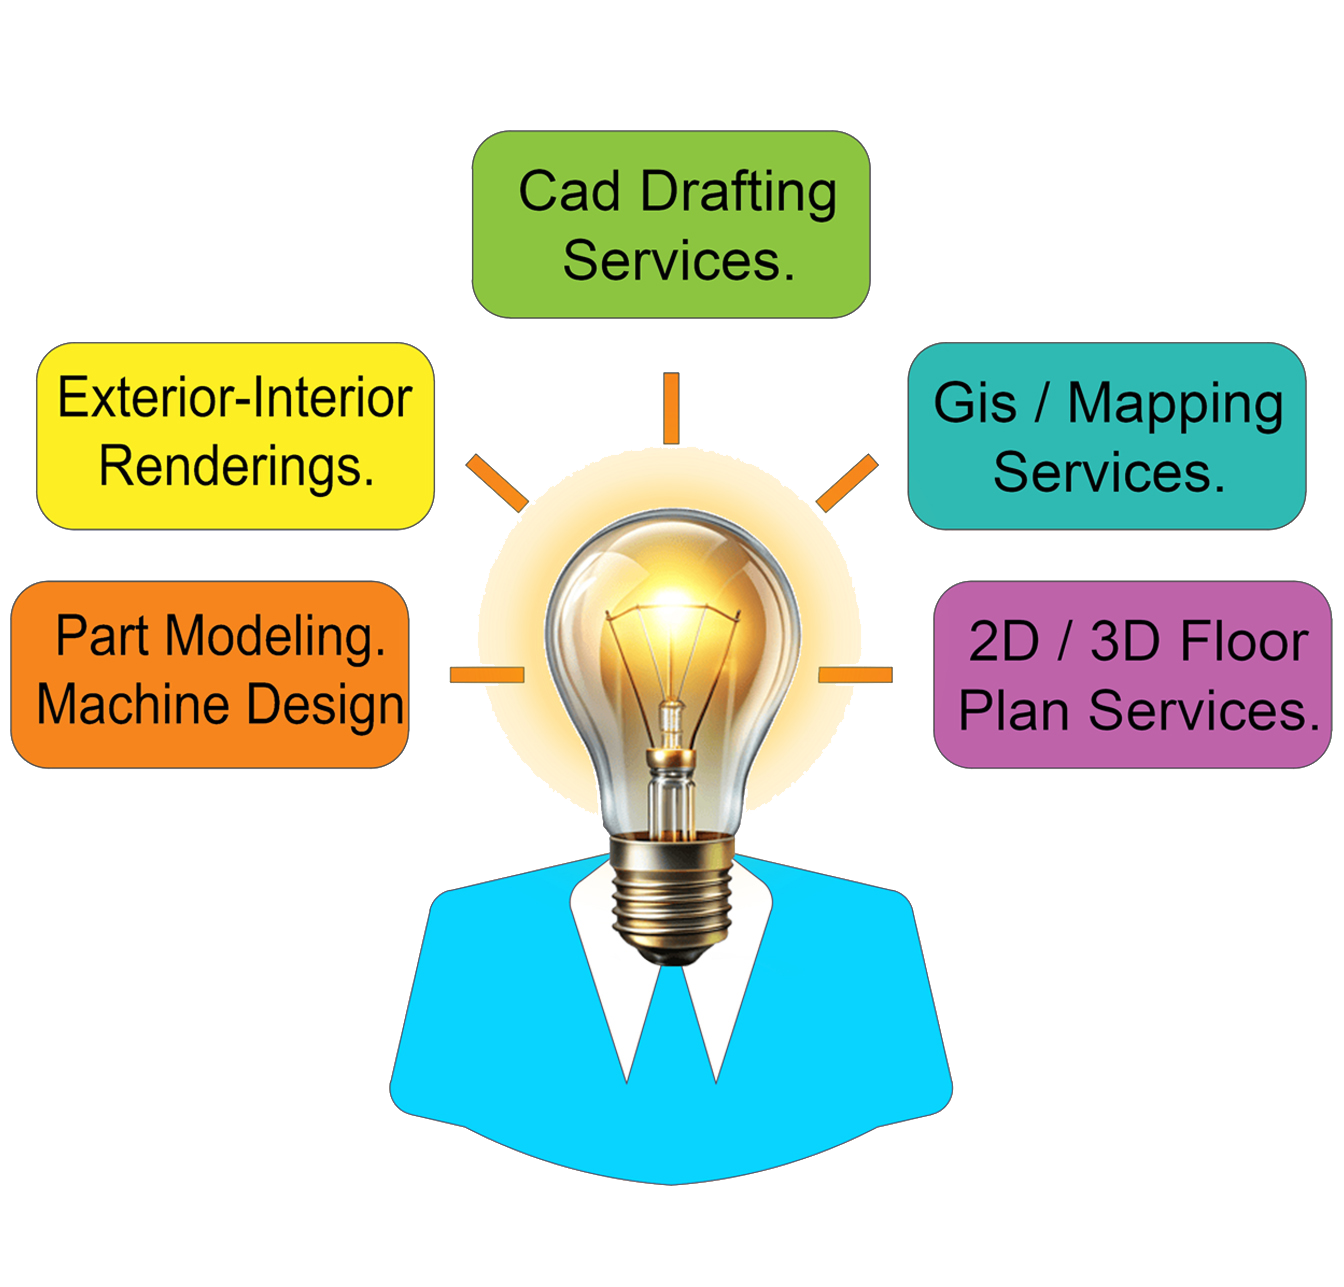 Cad Drafting
Services.
Exterior-Interior
Renderings.
Gis / Mapping
Services.
Part Modeling.
Machine Design
2D / 3D Floor
Plan Services.